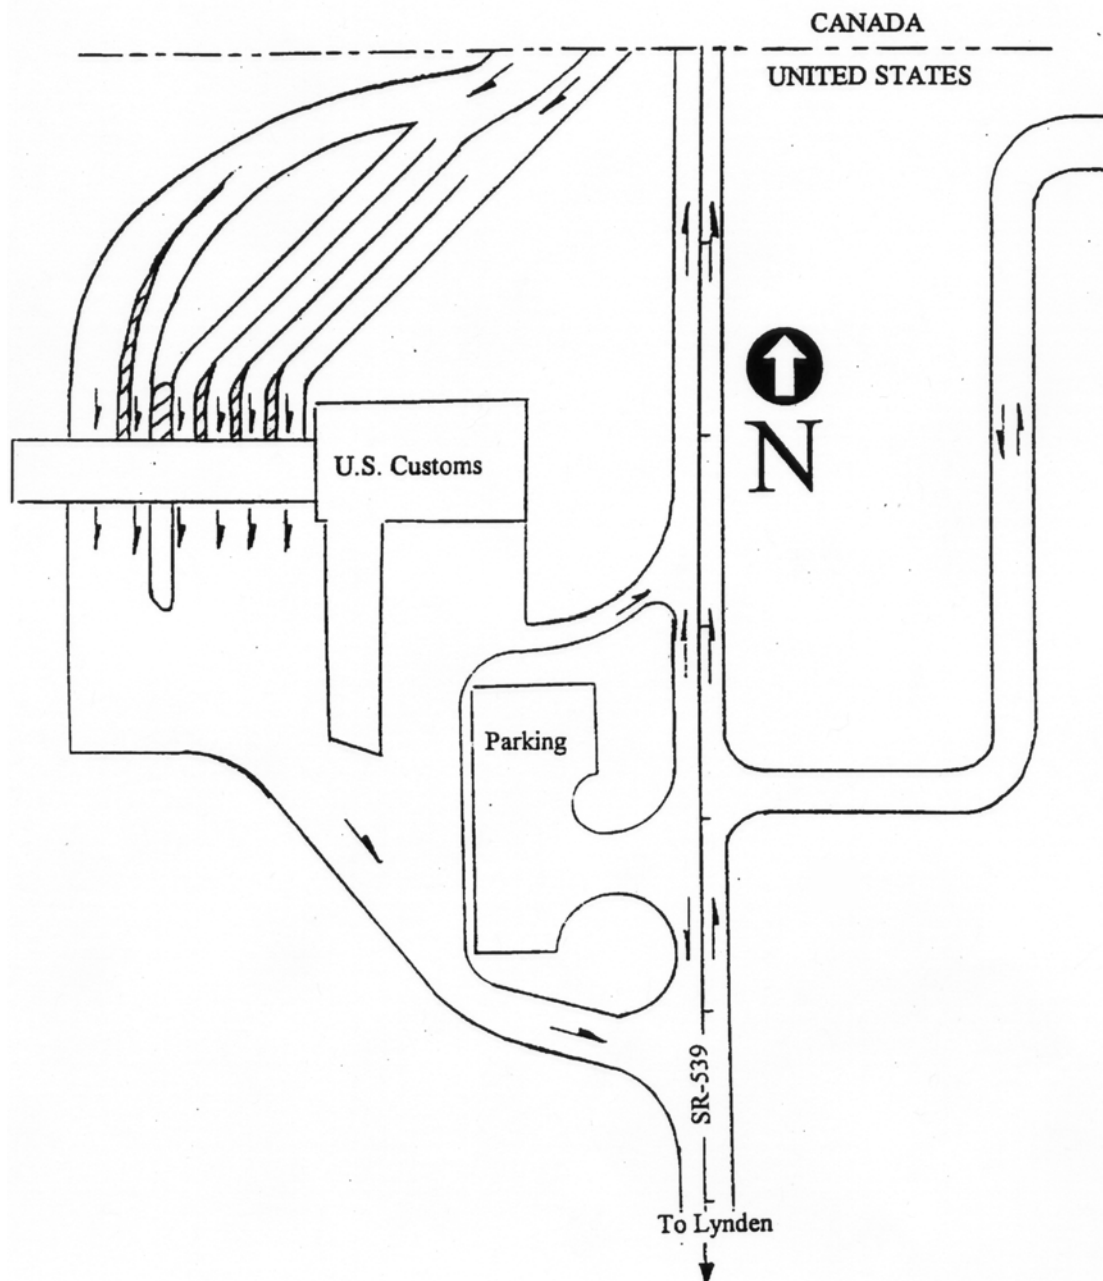 CANADA
UNITED STATES
N
U.S. Customs
Parking
SR-539
To Lynden